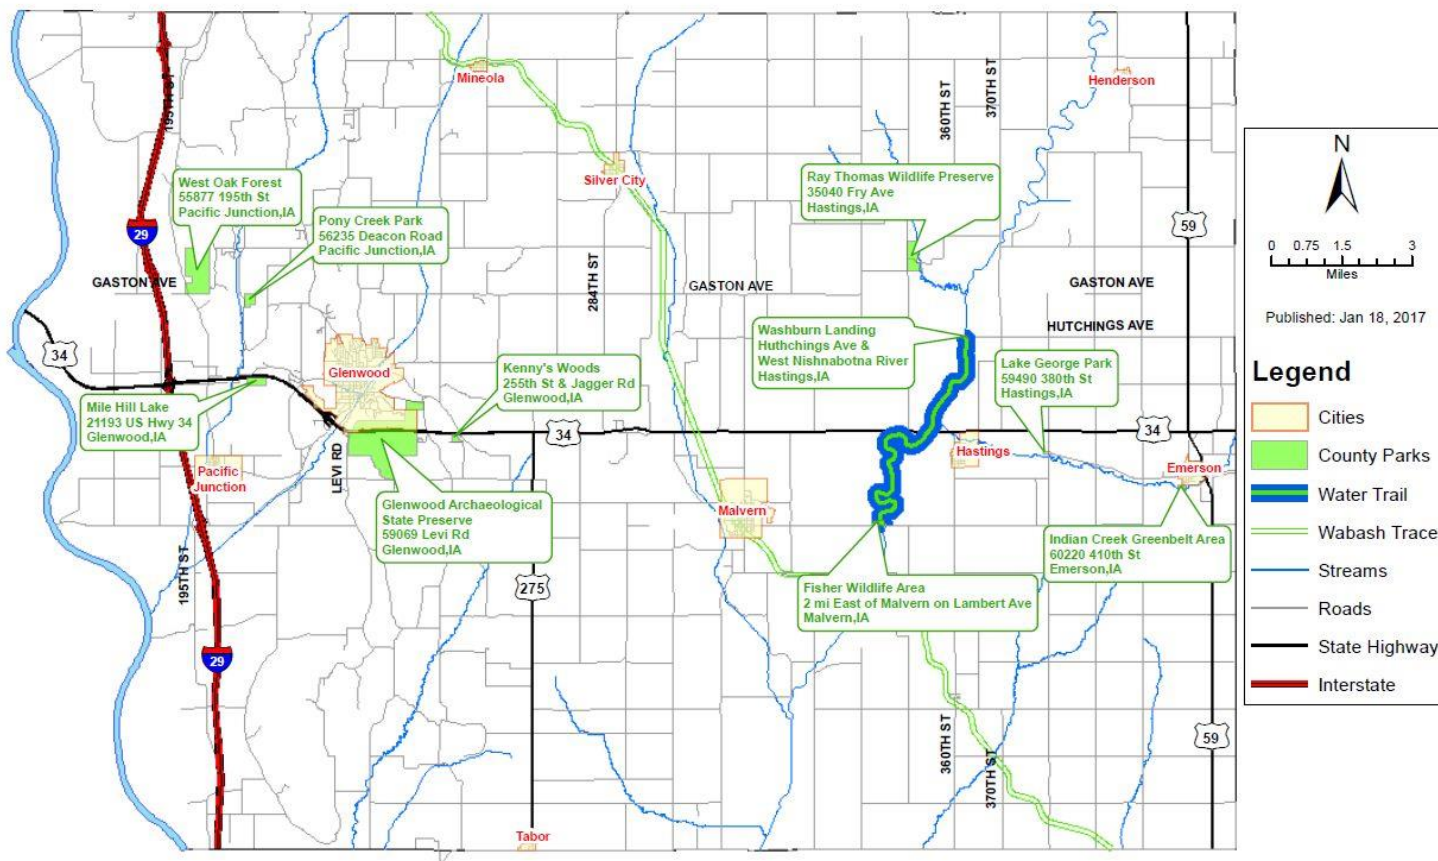 Mineola
Henderson
195TH ST
360TH ST
370TH ST
Silver City
West Oak Forest
55877 195th St
Pacific Junction,IA
Pony Creek Park
56235 Deacon Road
Pacific Junction,IA
Ray Thomas Wildlife Preserve
35040 Fry Ave
Hastings,IA
29
59
GASTON AVE
284TH ST
GASTON AVE
GASTON AVE
HUTCHINGS AVE
Washburn Landing
Huthchings Ave &
West Nishnabotna River
Hastings,IA
34
Glenwood
Kenny's Woods
255th St & Jagger Rd
Glenwood,IA
Lake George Park
59490 380th St
Hastings,IA
Mile Hill Lake
21193 US Hwy 34
Glenwood,IA
34
34
Hastings
Emerson
Pacific
Junction
LEVI RD
Glenwood Archaeological
State Preserve
59069 Levi Rd
Glenwood,IA
Malvern
Indian Creek Greenbelt Area
60220 410th St
Emerson,IA
195TH ST
275
Fisher Wildlife Area
2 mi East of Malvern on Lambert Ave
Malvern,IA
29
360TH ST
370TH ST
59
Tabor
N
0 0.75 1.5 3
Miles
Published: Jan 18, 2017
Legend
Cities
County Parks
Water Trail
Wabash Trace
Streams
Roads
State Highway
Interstate